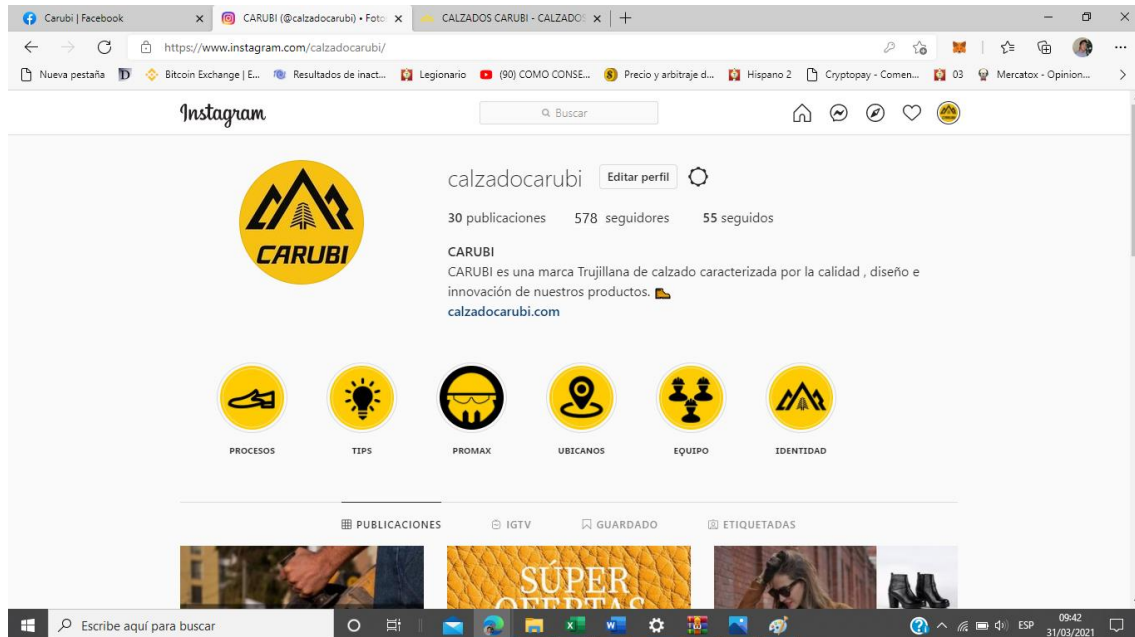 Carubi | Facebook
CARUBI (@calzadocarubi) • Foto
CALZADOS CARUBI - CALZADO
https://www.instagram.com/calzadocarubi/
Nueva pestaña
Bitcoin Exchange | E...
Resultados de inact...
Legionario
(90) COMO CONSE...
Precio y arbitraje d...
Hispano 2
Cryptopay - Comen...
03
Mercatox - Opinion...
Instagram
Buscar
calzadocarubi Editar perfil
30 publicaciones 578 seguidores 55 seguidos
CARUBI
CARUBI
CARUBI es una marca Trujillana de calzado caracterizada por la calidad , diseño e
innovación de nuestros productos.
calzadocarubi.com
PROCESOS TIPS PROMAX UBICANOS EQUIPO IDENTIDAD
PUBLICACIONES IGTV GUARDADO ETIQUETADAS
SÚPER
OFERTAS
Escribe aquí para buscar
ESP
09:42
31/03/2021